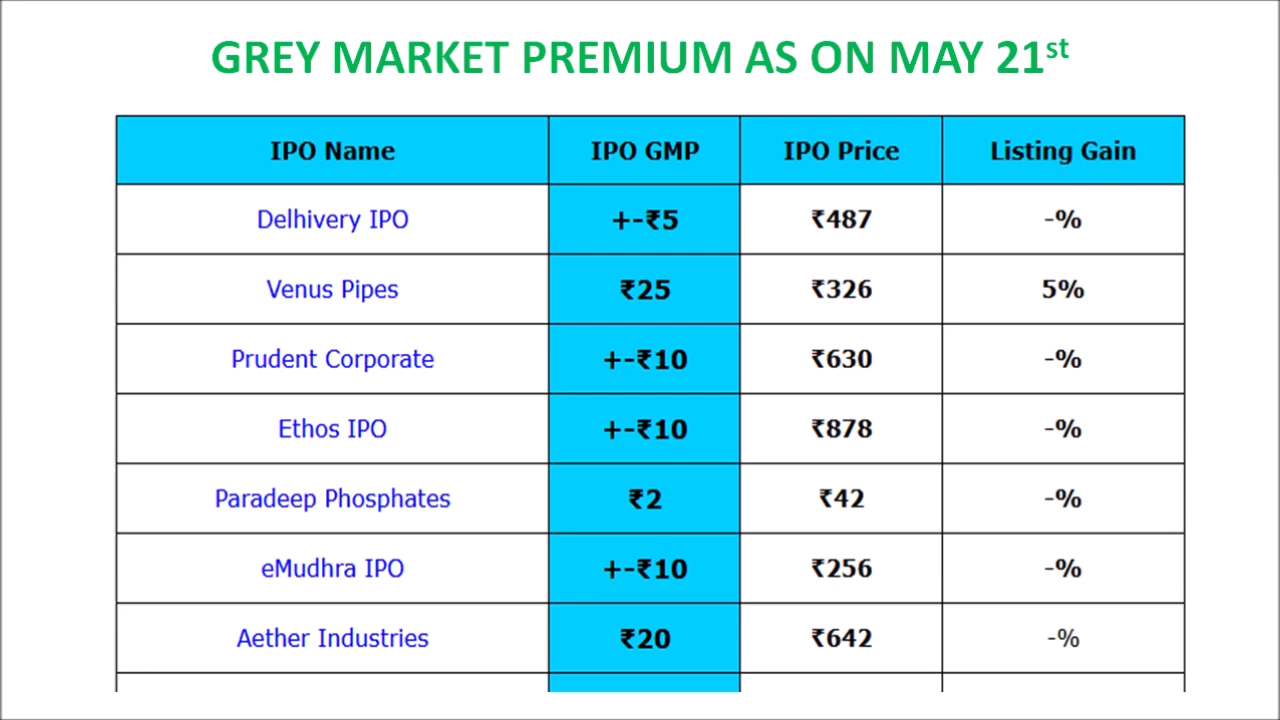 GREY MARKET PREMIUM AS ON MAY 21st
IPO Name IPO GMP IPO Price Listing Gain
Delhivery IPO +-₹5 ₹487 -%
Venus Pipes ₹25 ₹326 5%
Prudent Corporate +-₹10 ₹630 -%
Ethos IPO +-₹10 ₹878 -%
Paradeep Phosphates ₹2 ₹42 -%
eMudhra IPO +-₹10 ₹256 -%
Aether Industries ₹20 ₹642 -%